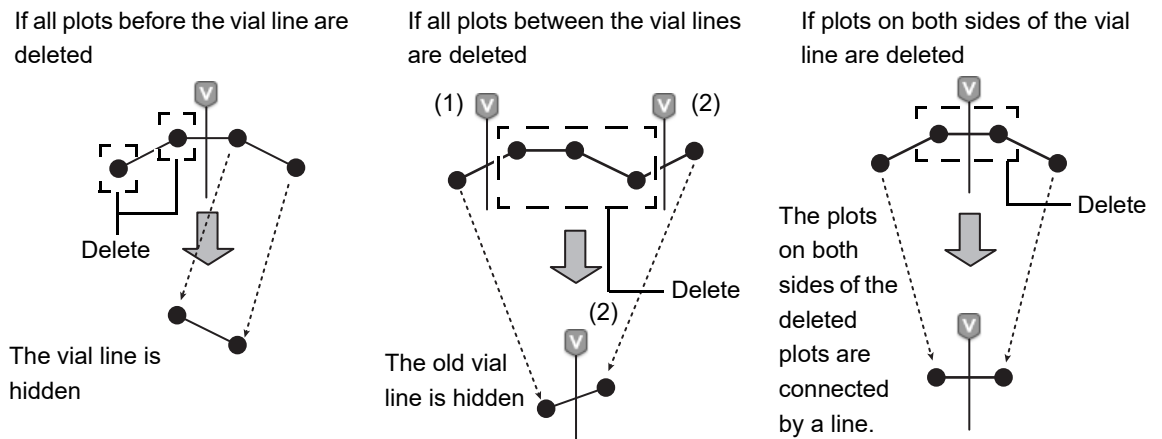 If all plots before the vial line are
deleted
V
Delete
The vial line is
hidden
If all plots between the vial lines
are deleted
(1) V V (2)
Delete
(2)
V
The old vial
line is hidden
If plots on both sides of the vial
line are deleted
V
Delete
The plots
on both
sides of the
deleted
plots are
connected
by a line.
V